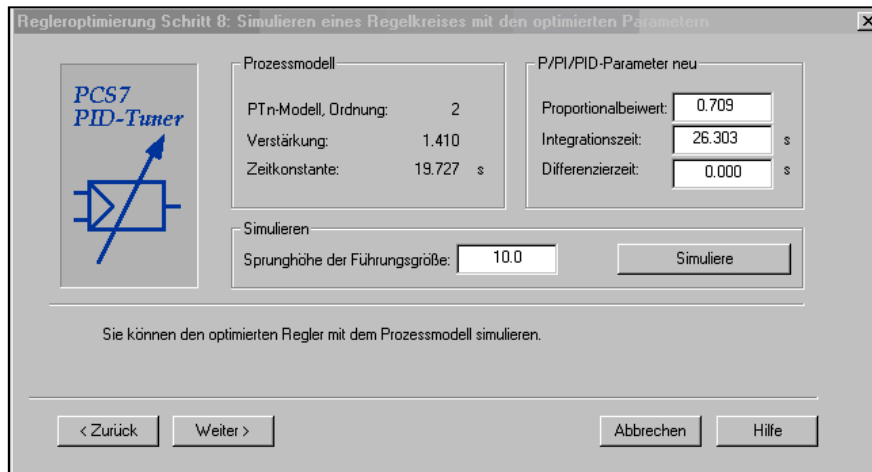 Regleroptimierung Schritt 8: Simulieren eines Regelkreises mit den optimierten Parametern
PCS7
PID-Tuner
Prozessmodell
PTn-Modell, Ordnung: 2
Verstärkung: 1.410
Zeitkonstante: 19.727 s
P/PI/PID-Parameter neu
Proportionalbeiwert: 0.709
Integrationszeit: 26.303 s
Differenzierzeit: 0.000 s
Simulieren
Sprunghöhe der Führungsgröße: 10.0 Simuliere
Sie können den optimierten Regler mit dem Prozessmodell simulieren.
< Zurück Weiter > Abbrechen Hilfe